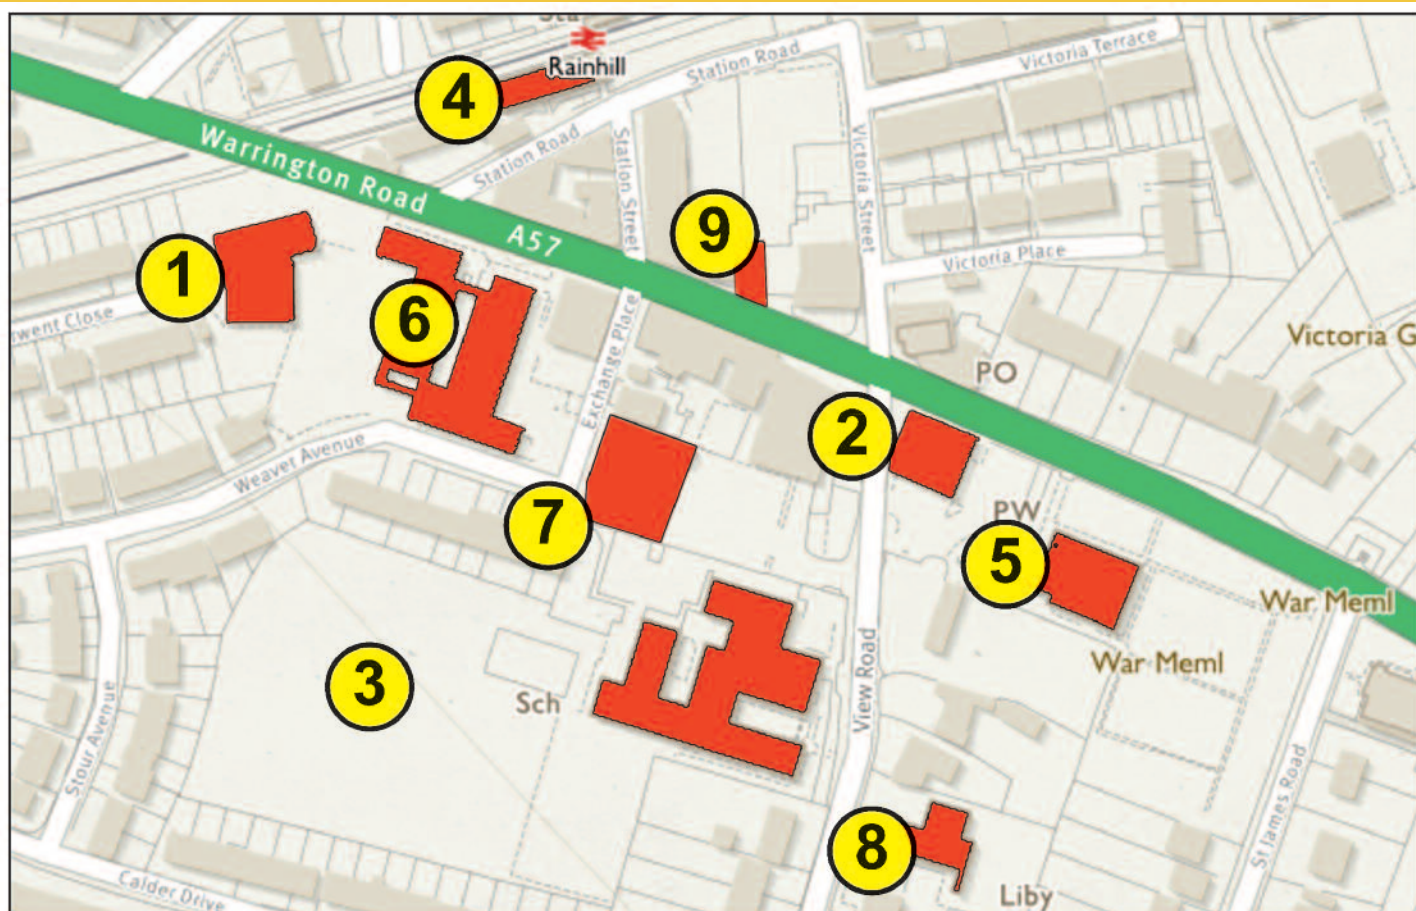 Rainhill
4
Station Road
Victoria Terrace
Warrington Road
Station Road
Station Street
Victoria Street
A57
9
Victoria Place
1
6
Exchange Place
Victoria G
PO
2
Weaver Avenue
7
PW
5
War Meml
War Meml
3
Sch
View Road
Stour Avenue
St James Road
8
Calder Drive
Liby